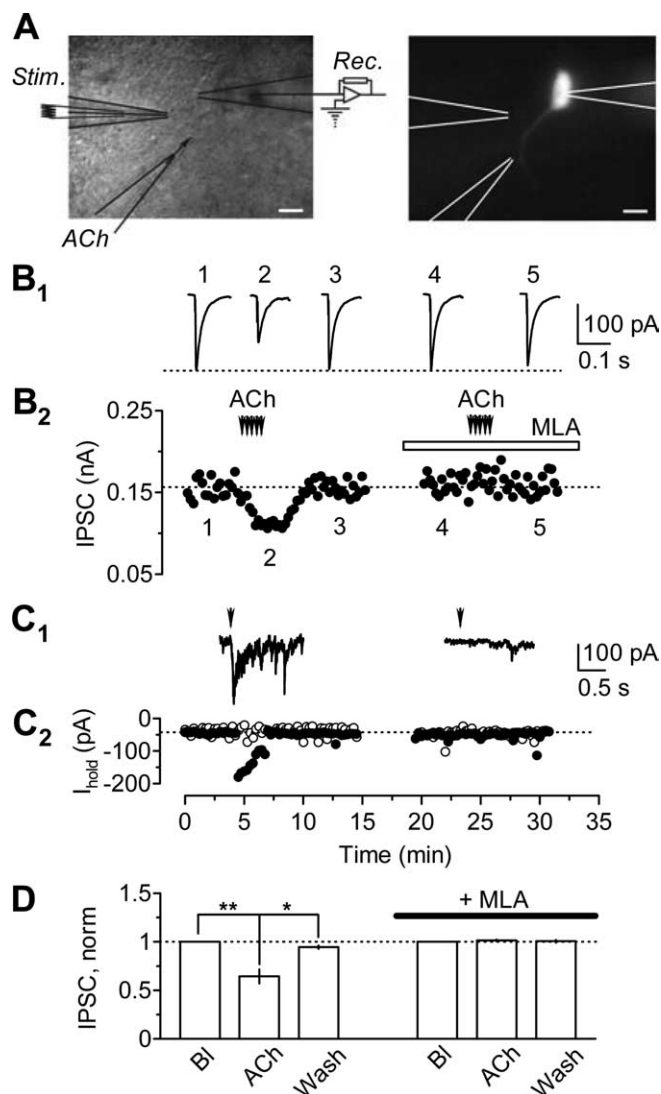 A
Stim.
Rec.
ACh
B1
1 2 3 4 5
100 pA
0.1 s
B2
ACh ACh
MLA
0.25
0.15
0.05
IPSC (nA)
1 2 3 4 5
C1
100 pA
0.5 s
C2
0
-100
-200
Ihold (pA)
0 5 10 15 20 25 30 35
Time (min)
D
** * + MLA
1.5
1
0.5
0
IPSC, norm
Bl ACh Wash Bl ACh Wash